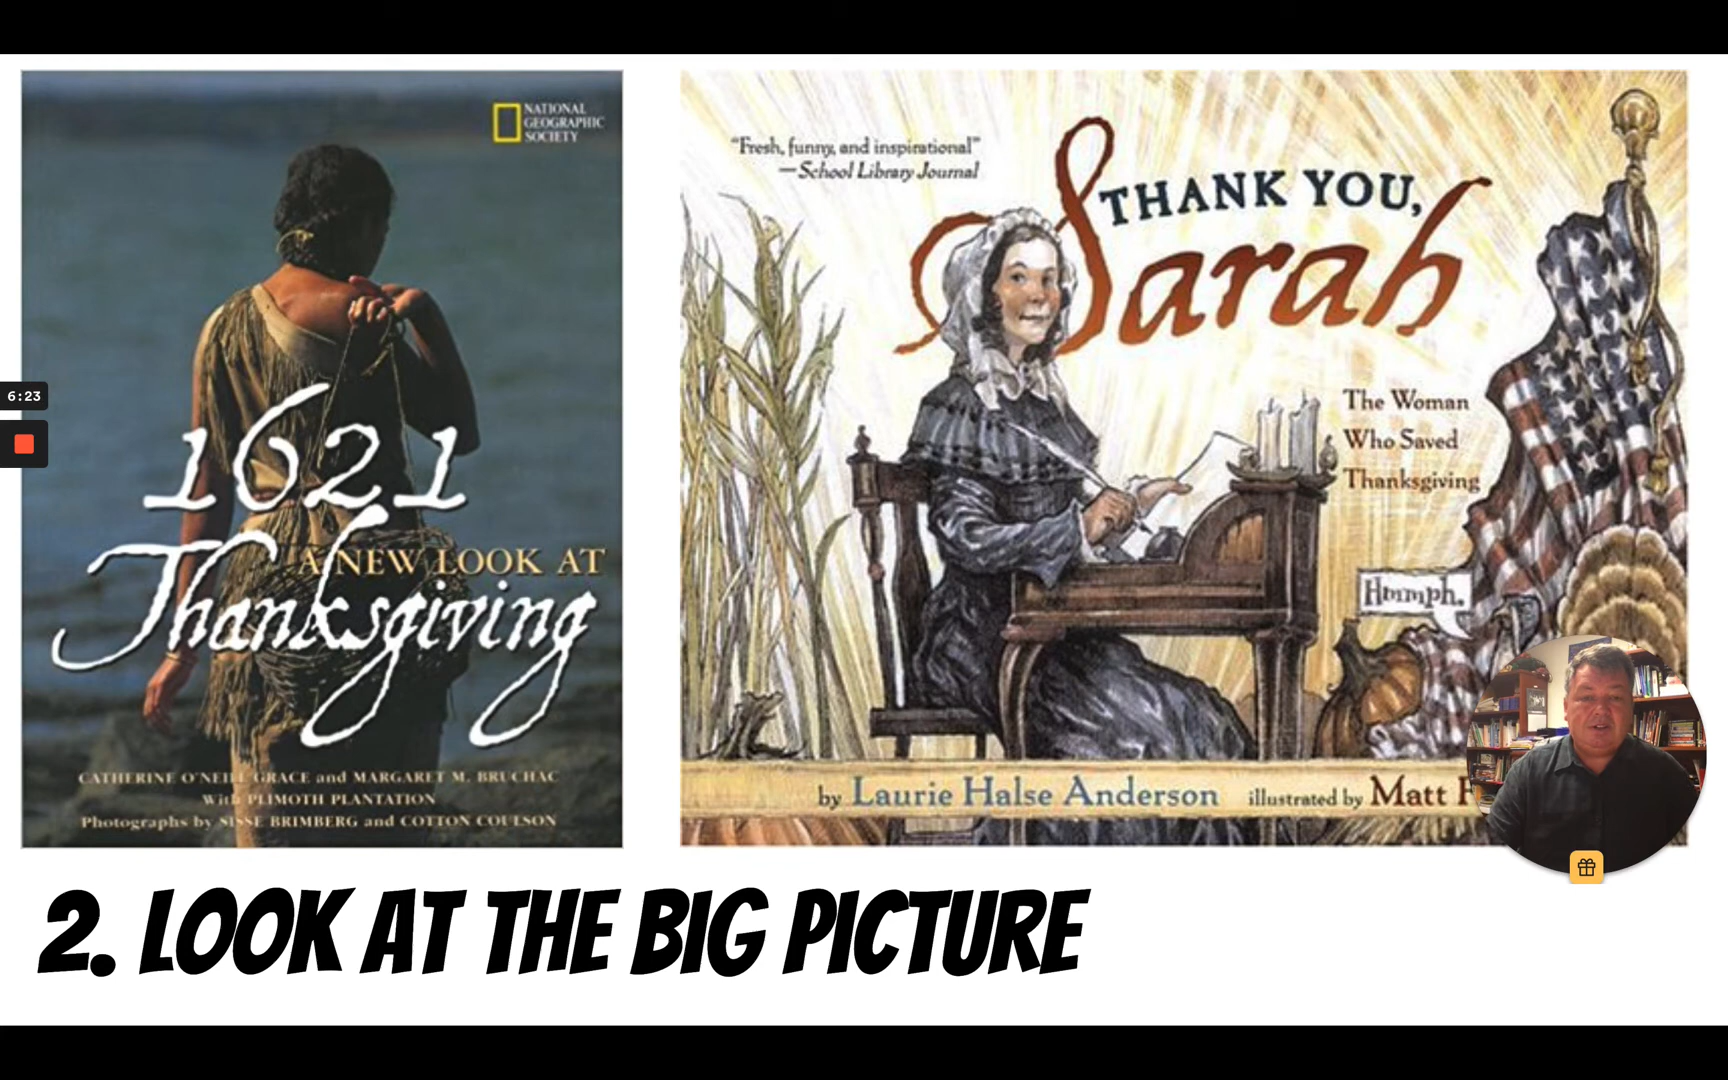 6:23
NATIONAL
GEOGRAPHIC
SOCIETY
1621
A NEW LOOK AT
Thanksgiving
CATHERINE O'NEILL GRACE and MARGARET M. BRUCHAC
With PLIMOTH PLANTATION
Photographs by SISSE BRIMBERG and COTTON COULSON
"Fresh, funny, and inspirational"
—School Library Journal
THANK YOU,
Sarah
The Woman
Who Saved
Thanksgiving
Hmmph.
by Laurie Halse Anderson illustrated by Matt
2. LOOK AT THE BIG PICTURE